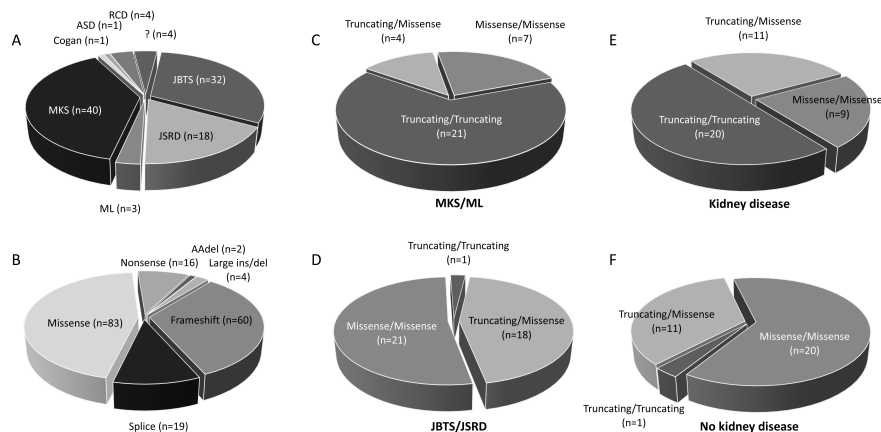 A
RCD (n=4)
ASD (n=1)
Cogan (n=1)
? (n=4)
JBTS (n=32)
MKS (n=40)
JSRD (n=18)
ML (n=3)
C
Truncating/Missense
(n=4)
Missense/Missense
(n=7)
Truncating/Truncating
(n=21)
MKS/ML
E
Truncating/Missense
(n=11)
Missense/Missense
(n=9)
Truncating/Truncating
(n=20)
Kidney disease
B
AAdel (n=2)
Nonsense (n=16)
Large ins/del
(n=4)
Missense (n=83)
Frameshift (n=60)
Splice (n=19)
D
Truncating/Truncating
(n=1)
Missense/Missense
(n=21)
Truncating/Missense
(n=18)
JBTS/JSRD
F
Truncating/Missense
(n=11)
Missense/Missense
(n=20)
Truncating/Truncating
(n=1)
No kidney disease